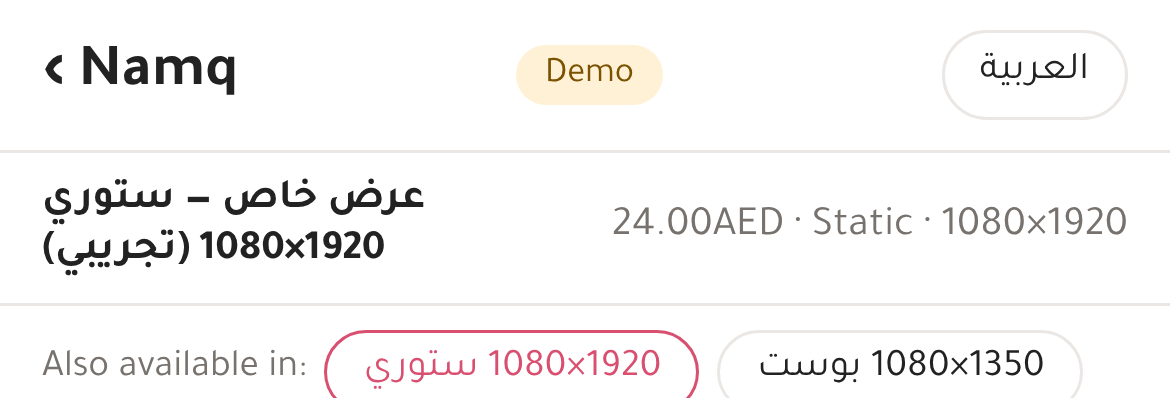 ‹ Namq
Demo
العربية
عرض خاص – ستوري
1080×1920 (تجريبي)
24.00AED · Static · 1080×1920
Also available in:
ستوري 1080×1920
بوست 1080×1350